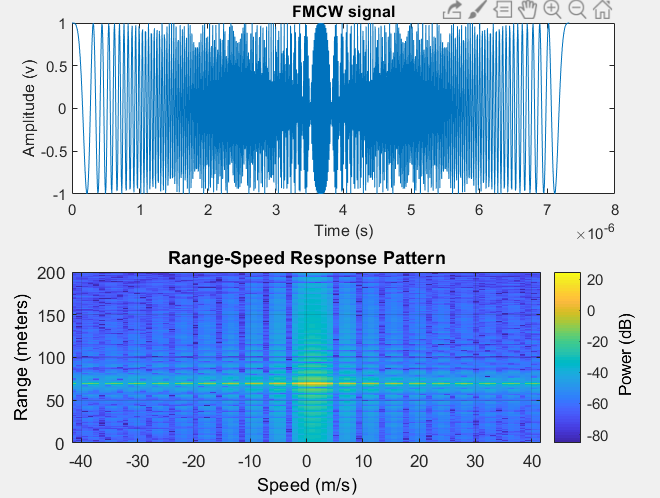 FMCW signal
Amplitude (v)
1
0.5
0
-0.5
-1
0 1 2 3 4 5 6 7 8
Time (s)
×10-6
Range-Speed Response Pattern
Range (meters)
200
150
100
50
0
-40 -30 -20 -10 0 10 20 30 40
Speed (m/s)
20
0
-20
-40
-60
-80
Power (dB)